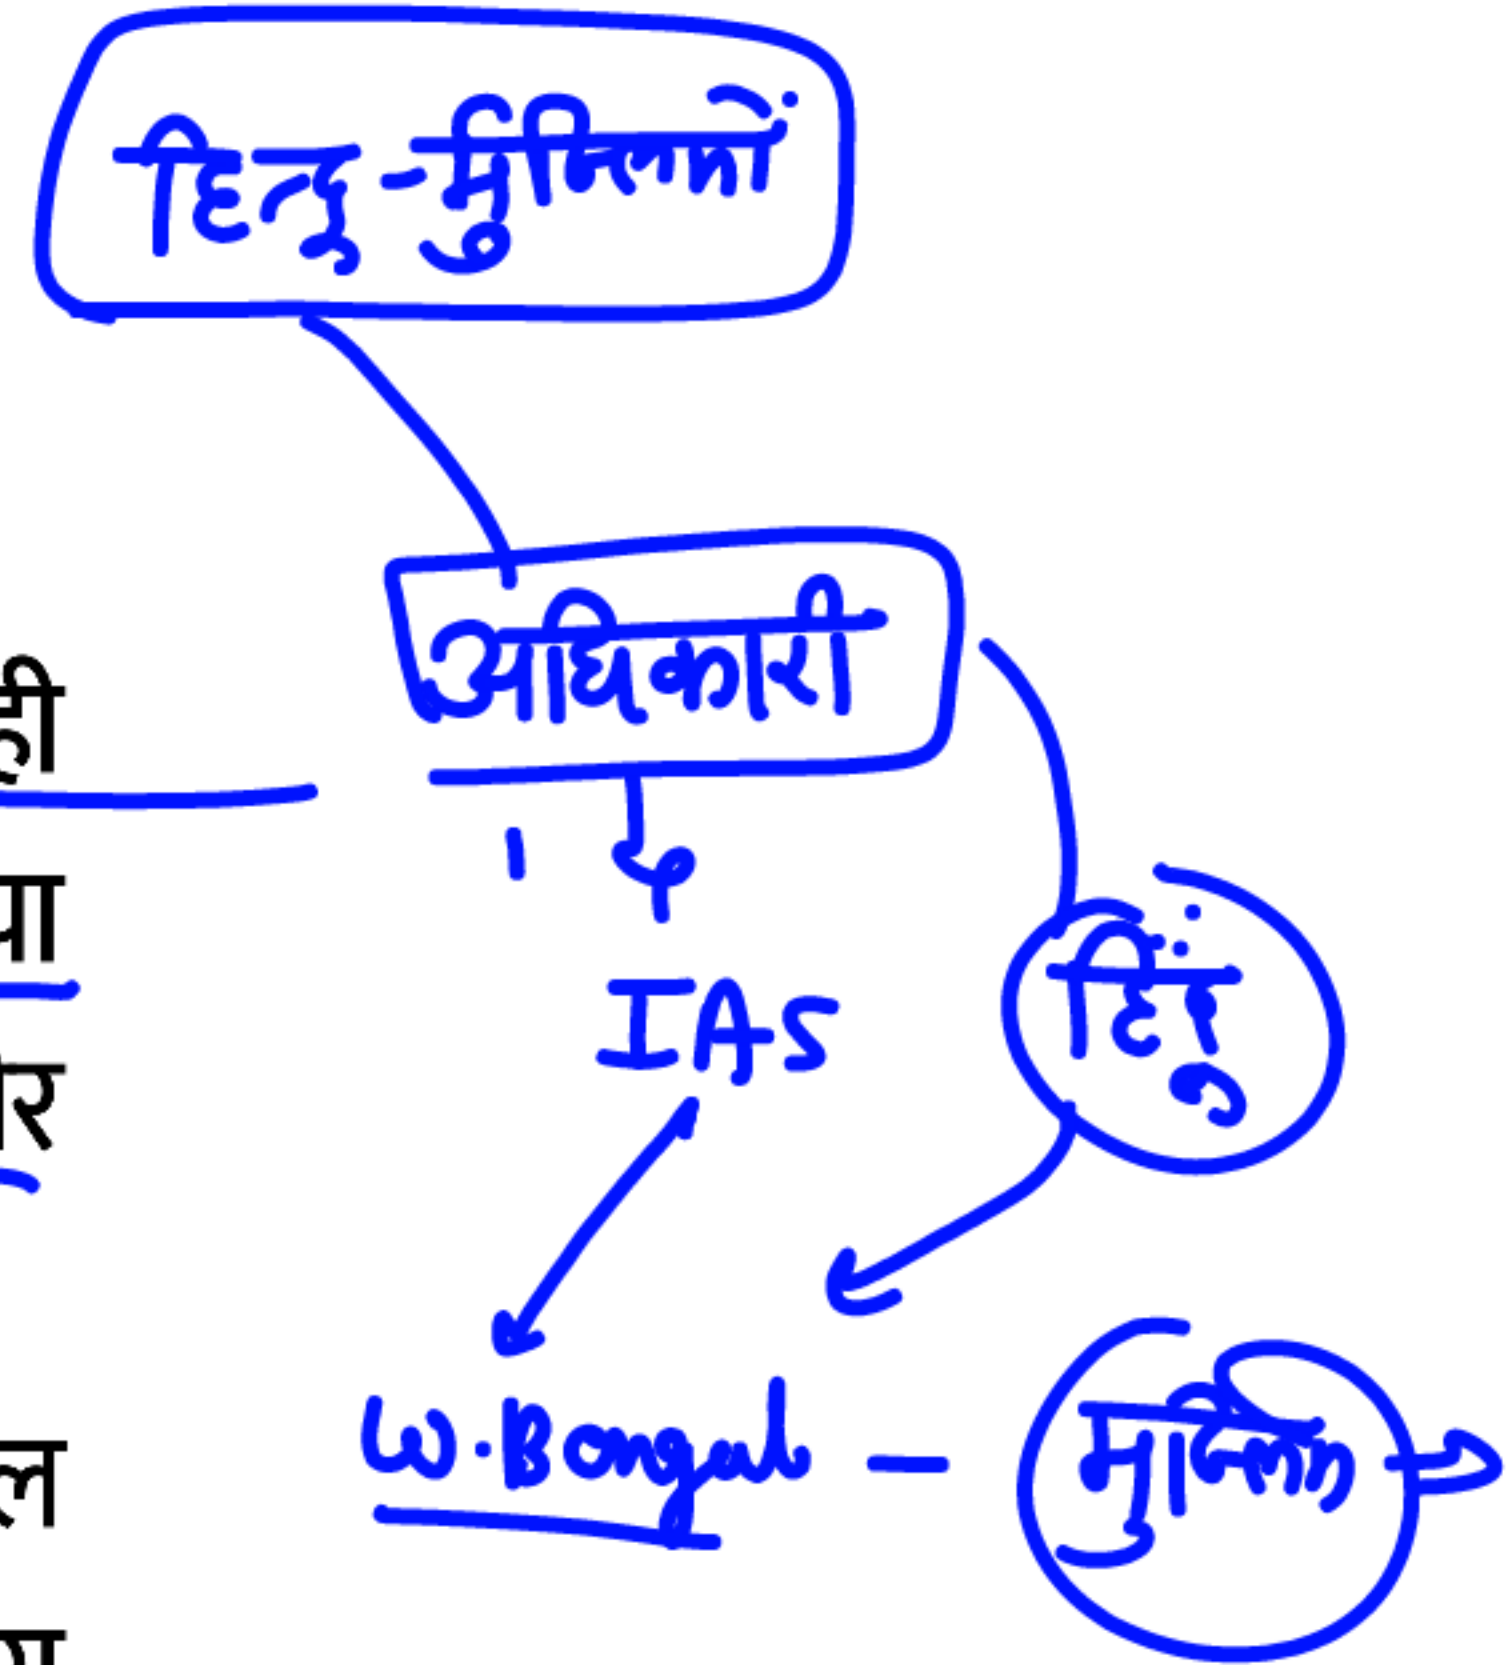 हिन्दू-मुस्लिमों
अधिकारी
ही
या
IAS
हिंदू
र
W. Bengal - मुस्लिम
ल